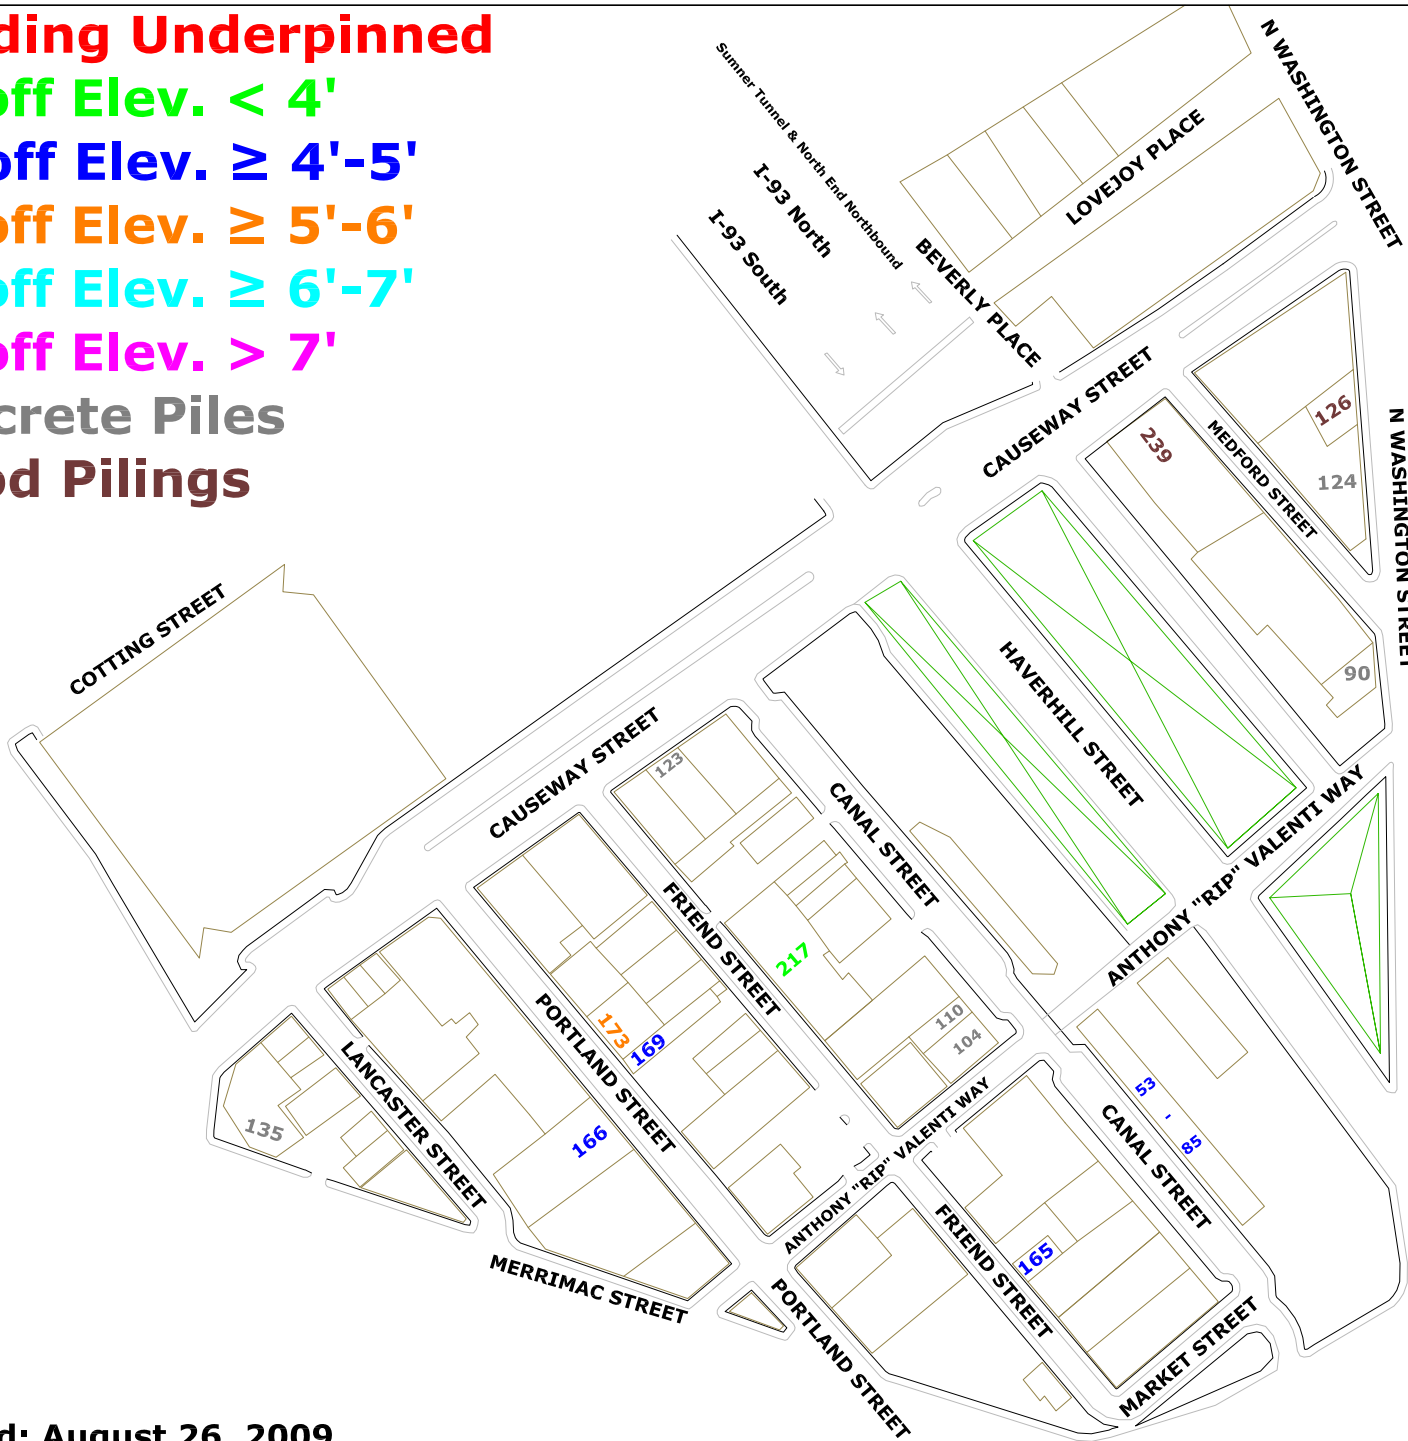 ding Underpinned
off Elev. < 4'
off Elev. ≥ 4'-5'
off Elev. ≥ 5'-6'
off Elev. ≥ 6'-7'
off Elev. > 7'
crete Piles
od Pilings
N WASHINGTON STREET
Sumner Tunnel & North End Northbound
I-93 North
I-93 South
LOVEJOY PLACE
BEVERLY PLACE
CAUSEWAY STREET
126
239
MEDFORD STREET
124
N WASHINGTON STREET
COTTING STREET
HAVERHILL STREET
90
CAUSEWAY STREET
123
CANAL STREET
ANTHONY "RIP" VALENTI WAY
FRIEND STREET
217
PORTLAND STREET
173
169
110
104
LANCASTER STREET
135
166
53 - 85
CANAL STREET
ANTHONY "RIP" VALENTI WAY
FRIEND STREET
165
MERRIMAC STREET
PORTLAND STREET
MARKET STREET
d: August 26, 2009